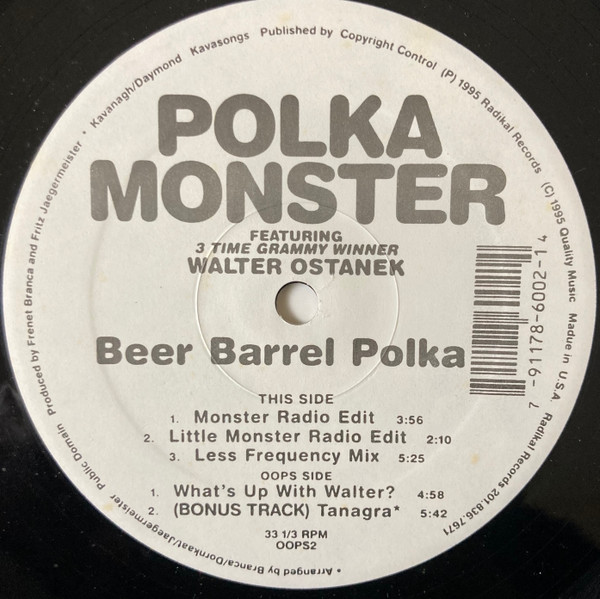 POLKA
MONSTER
FEATURING
3 TIME GRAMMY WINNER
WALTER OSTANEK
Beer Barrel Polka
THIS SIDE
1. Monster Radio Edit 3:56
2. Little Monster Radio Edit 2:10
3. Less Frequency Mix 5:25
OOPS SIDE
1. What's Up With Walter? 4:58
2. (BONUS TRACK) Tanagra* 5:42
33 1/3 RPM
OOPS2
7 -91178-6002-1 4
Produced by Frenet Branca and Fritz Jaegermeister • Kavanagh/Daymond Kavasongs Published by Copyright Control (P) 1995 Radikal Records (C) 1995 Quality Music Madue in U.S.A. Radikal Records 201.836.7671
• Arranged by Branca/Dornkaat/Jaegermeister Public Domain